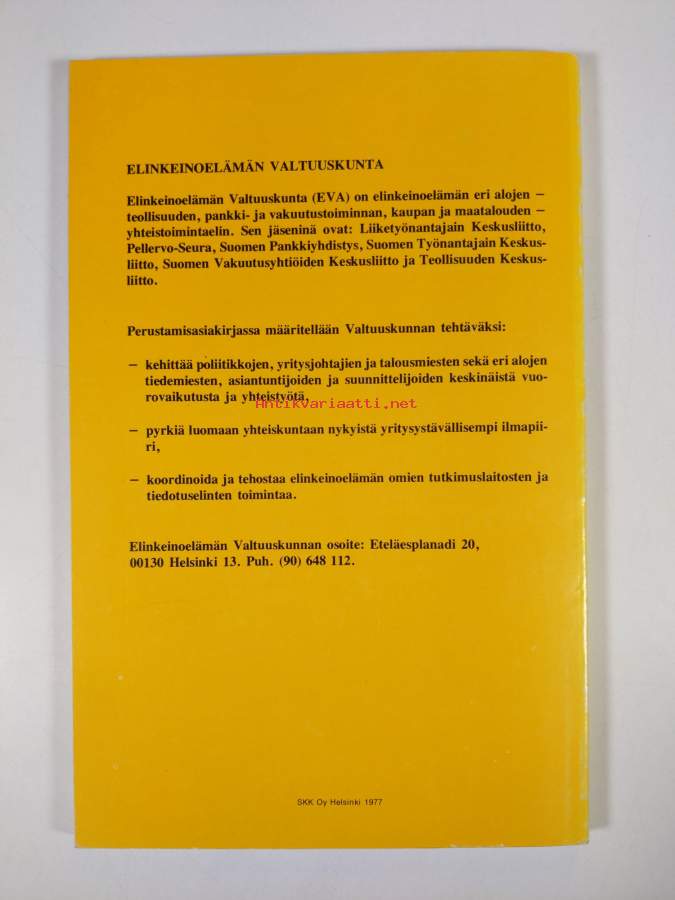 ELINKEINOELÄMÄN VALTUUSKUNTA
Elinkeinoelämän Valtuuskunta (EVA) on elinkeinoelämän eri alojen –
teollisuuden, pankki- ja vakuutustoiminnan, kaupan ja maatalouden –
yhteistoimintaelin. Sen jäseninä ovat: Liiketyönantajain Keskusliitto,
Pellervo-Seura, Suomen Pankkiyhdistys, Suomen Työnantajain Keskus-
liitto, Suomen Vakuutusyhtiöiden Keskusliitto ja Teollisuuden Keskus-
liitto.
Perustamisasiakirjassa määritellään Valtuuskunnan tehtäväksi:
– kehittää poliitikkojen, yritysjohtajien ja talousmiesten sekä eri alojen
tiedemiesten, asiantuntijoiden ja suunnittelijoiden keskinäistä vuo-
rovaikutusta ja yhteistyötä,
Antikvariaatti.net
– pyrkiä luomaan yhteiskuntaan nykyistä yritysystävällisempi ilmapii-
ri,
– koordinoida ja tehostaa elinkeinoelämän omien tutkimuslaitosten ja
tiedotuselinten toimintaa.
Elinkeinoelämän Valtuuskunnan osoite: Eteläesplanadi 20,
00130 Helsinki 13. Puh. (90) 648 112.
SKK Oy Helsinki 1977